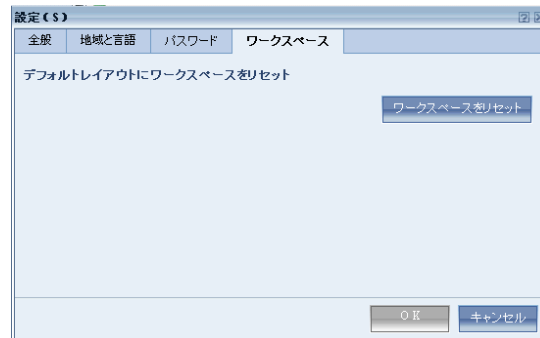 設定(S)
全般 地域と言語 パスワード ワークスペース
デフォルトレイアウトにワークスペースをリセット
ワークスペースをリセット
OK キャンセル